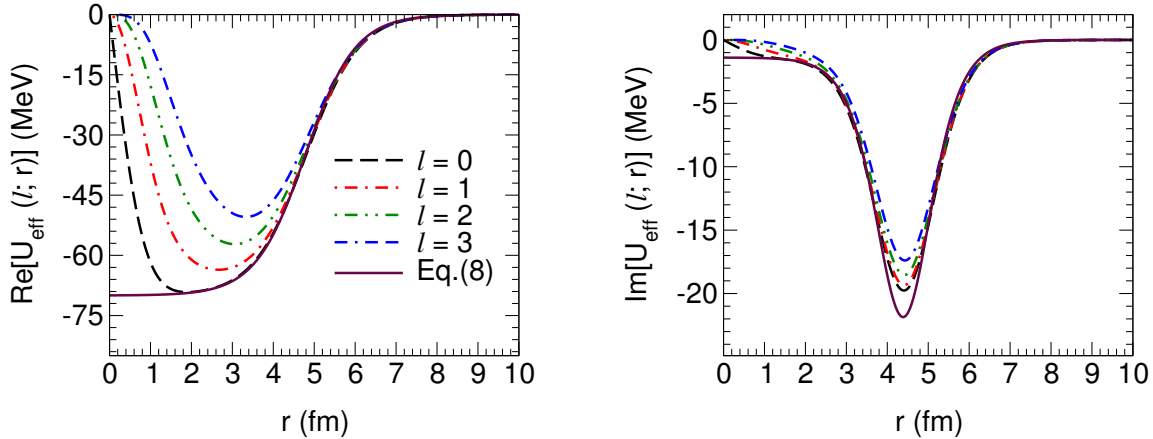 0
-15
-30
-45
-60
-75
Re[U_eff (l; r)] (MeV)
l = 0
l = 1
l = 2
l = 3
Eq.(8)
0 1 2 3 4 5 6 7 8 9 10
r (fm)
0
-5
-10
-15
-20
Im[U_eff (l; r)] (MeV)
0 1 2 3 4 5 6 7 8 9 10
r (fm)